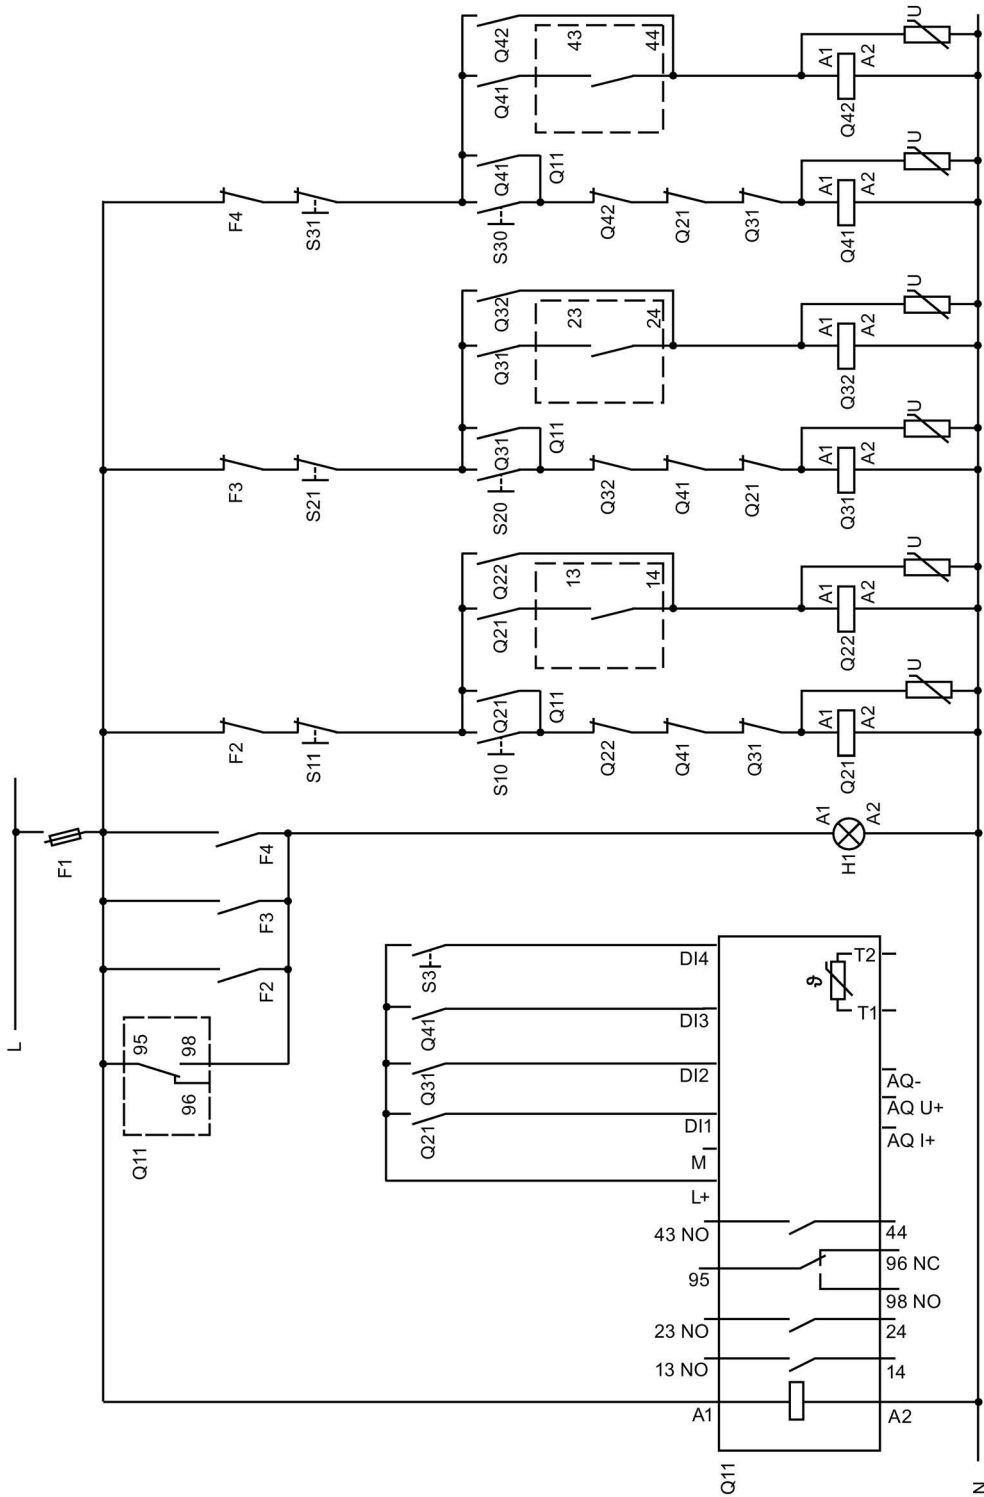 L
F1
F4
F3
F2
95
98
96
Q11
F4
S31
F3
S21
F2
S11
Q42
Q41
43
44
Q41
Q11
S30
Q42
Q21
Q31
U
A1
A2
Q42
U
A1
A2
Q41
Q32
Q31
23
24
Q31
Q11
S20
Q32
Q41
Q21
U
A1
A2
Q32
U
A1
A2
Q31
Q22
Q21
13
14
Q21
Q11
S10
Q22
Q41
Q31
U
A1
A2
Q22
U
A1
A2
Q21
A1
A2
H1
S3
Q41
Q31
Q21
DI4
DI3
DI2
DI1
M
L+
T2
ϑ
T1
AQ-
AQ U+
AQ I+
43 NO
44
96 NC
95
98 NO
23 NO
24
13 NO
14
A1
A2
Q11
N